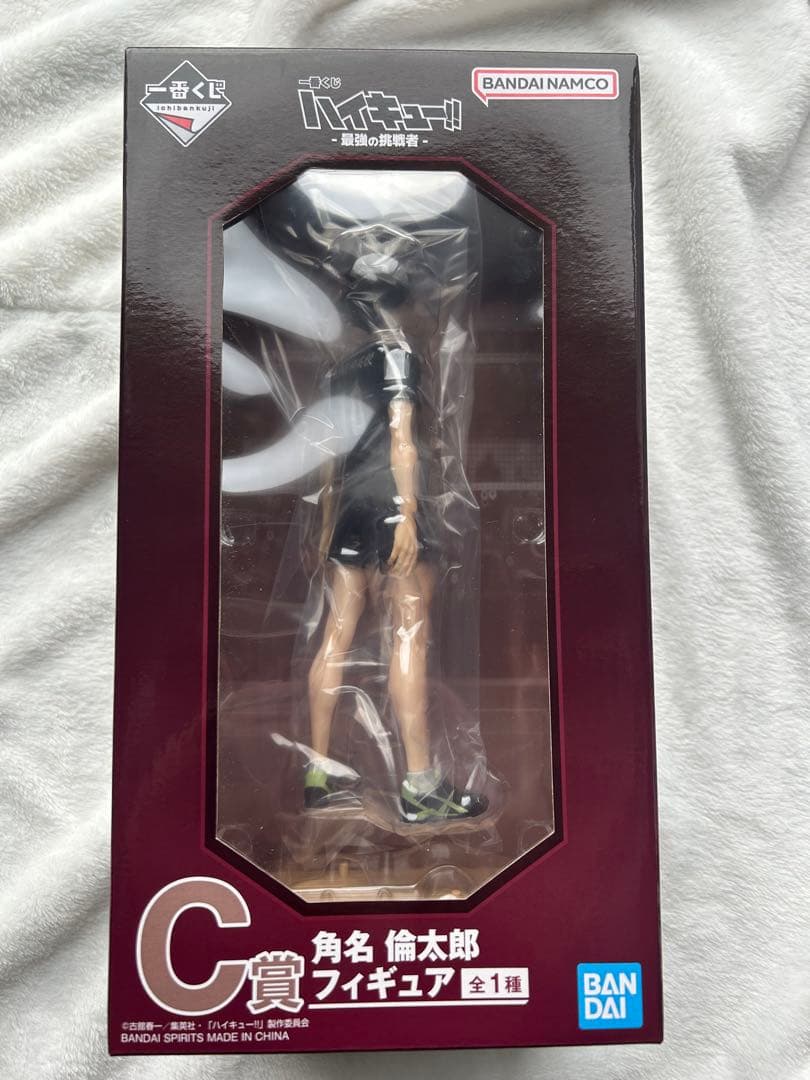 一番くじ
ichibankuji
一番くじ
ハイキュー!!
- 最強の挑戦者 -
BANDAI NAMCO
C賞
角名 倫太郎
フィギュア 全1種
©古舘春一／集英社・「ハイキュー!!」製作委員会
BANDAI SPIRITS MADE IN CHINA
BAN
DAI